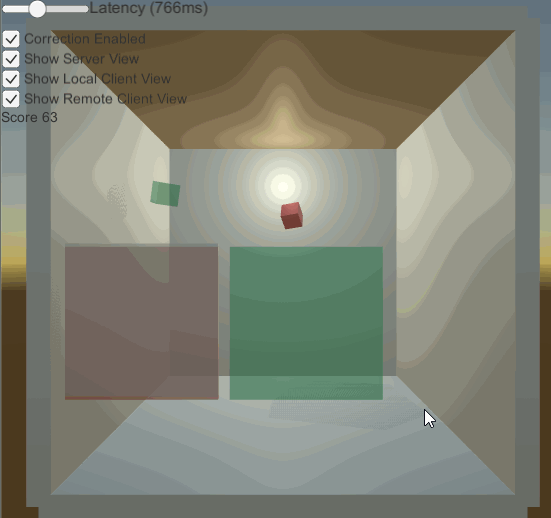 Latency (766ms)
Correction Enabled
Show Server View
Show Local Client View
Show Remote Client View
Score 63